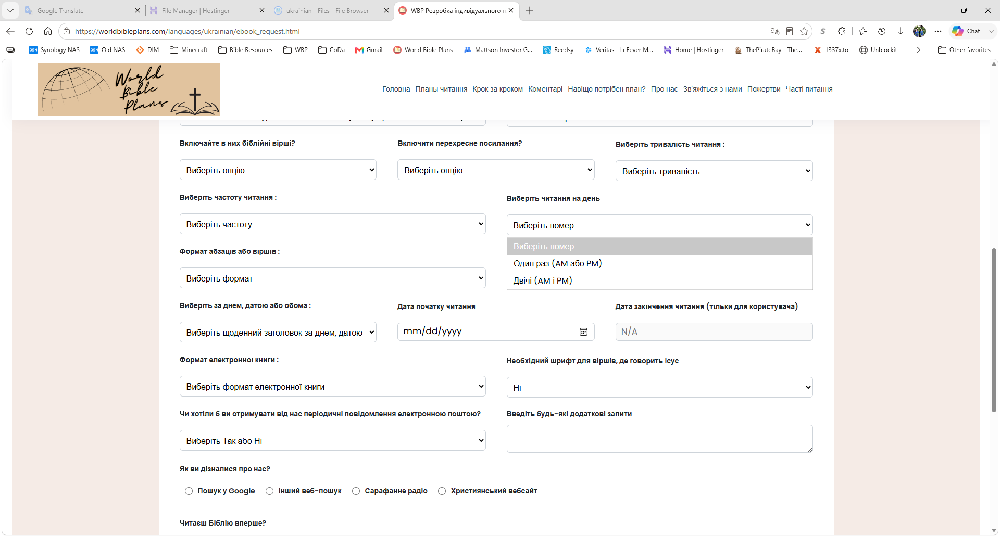 Google Translate
File Manager | Hostinger
ukrainian - Files - File Browser
WBP Розробка індивідуального п
https://worldbibleplans.com/languages/ukrainian/ebook_request.html
Chat
Synology NAS
Old NAS
DIM
Minecraft
Bible Resources
WBP
CoDa
Gmail
World Bible Plans
Mattson Investor G...
Reedsy
Veritas - LeFever M...
Home | Hostinger
ThePirateBay - The...
1337x.to
Unblockit
Other favorites
World
Bible
Plans
Головна Планы читання Крок за кроком Коментарі Навіщо потрібен план? Про нас Зв'яжіться з нами Пожертви Часті питання
Включайте в них біблійні вірші?
Включити перехресне посилання?
Виберіть тривалість читання :
Виберіть опцію
Виберіть опцію
Виберіть тривалість
Виберіть частоту читання :
Виберіть читання на день
Виберіть частоту
Виберіть номер
Виберіть номер
Один раз (AM або PM)
Двічі (AM і PM)
Формат абзаців або віршів :
Виберіть формат
Виберіть за днем, датою або обома :
Дата початку читання
Дата закінчення читання (тільки для користувача)
Виберіть щоденний заголовок за днем, датою
mm/dd/yyyy
N/A
Формат електронної книги :
Необхідний шрифт для віршів, де говорить Ісус
Виберіть формат електронної книги
Ні
Чи хотіли б ви отримувати від нас періодичні повідомлення електронною поштою?
Введіть будь-які додаткові запити
Виберіть Так або Ні
Як ви дізналися про нас?
Пошук у Google
Інший веб-пошук
Сарафанне радіо
Християнський вебсайт
Читаєш Біблію вперше?